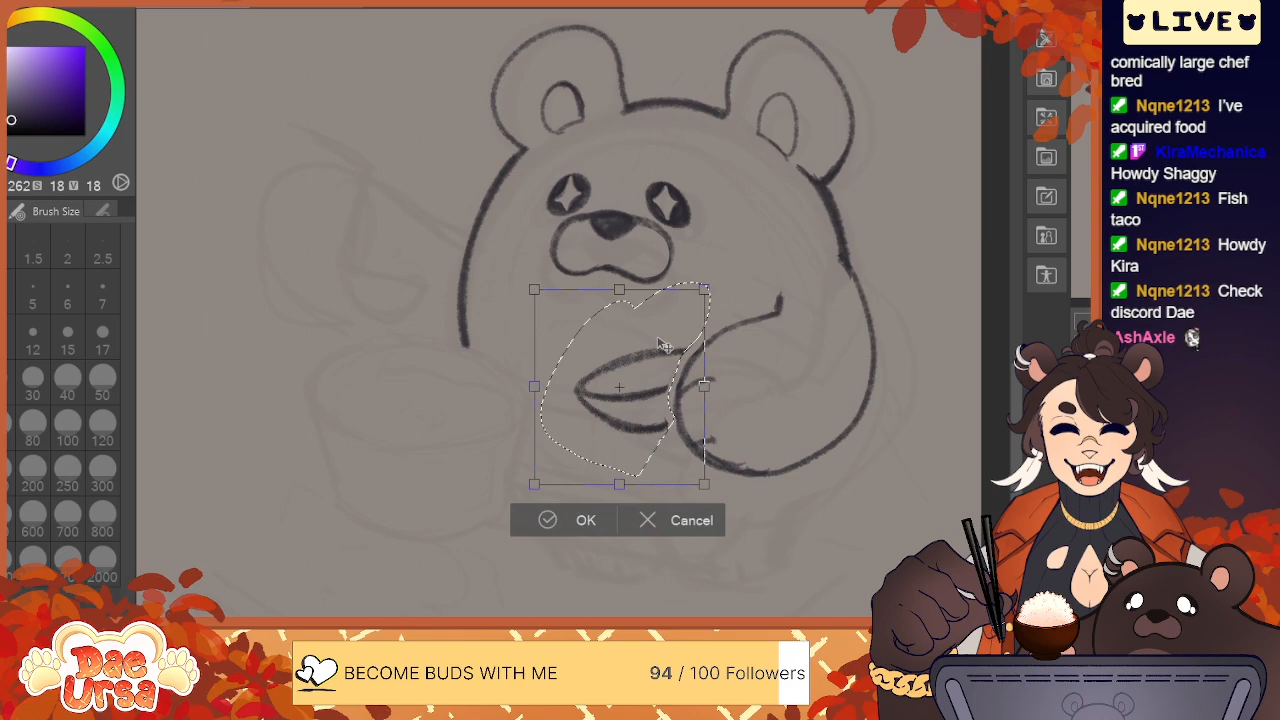 LIVE
comically large chef
bred
Nqne1213 I've
acquired food
1ST KiraMechanica
Howdy Shaggy
Nqne1213 Fish
taco
Nqne1213 Howdy
Kira
Nqne1213 Check
discord Dae
AshAxle
262 S 18 V 18
Brush Size
1.5 2 2.5
5 6 7
12 15 17
30 40 50
80 100 120
200 250 300
600 700 800
2000
OK Cancel
Dae
Ursa
BECOME BUDS WITH ME 94 / 100 Followers